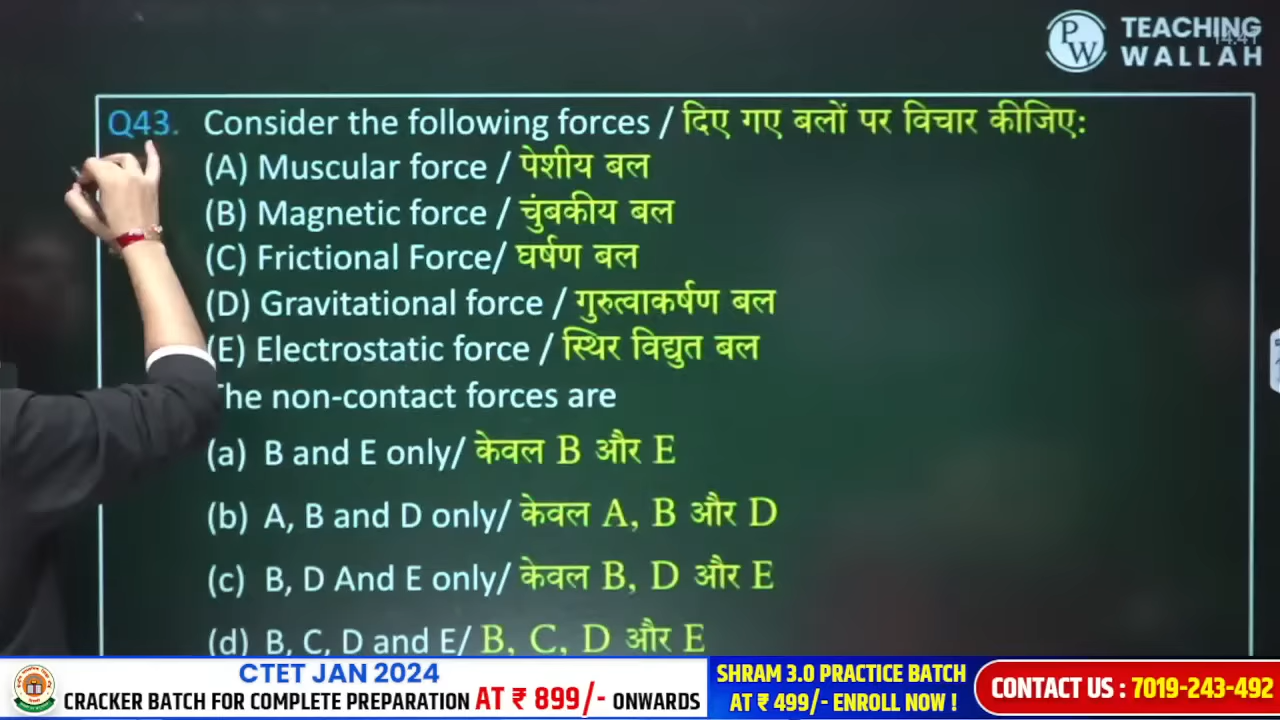 PW
TEACHING
WALLAH
Q43. Consider the following forces / दिए गए बलों पर विचार कीजिए:
(A) Muscular force / पेशीय बल
(B) Magnetic force / चुंबकीय बल
(C) Frictional Force/ घर्षण बल
(D) Gravitational force / गुरुत्वाकर्षण बल
(E) Electrostatic force / स्थिर विद्युत बल
The non-contact forces are
(a) B and E only/ केवल B और E
(b) A, B and D only/ केवल A, B और D
(c) B, D And E only/ केवल B, D और E
(d) B, C, D and E/ B, C, D और E
CTET JAN 2024
CRACKER BATCH FOR COMPLETE PREPARATION AT ₹ 899/- ONWARDS
SHRAM 3.0 PRACTICE BATCH
AT ₹ 499/- ENROLL NOW !
CONTACT US : 7019-243-492